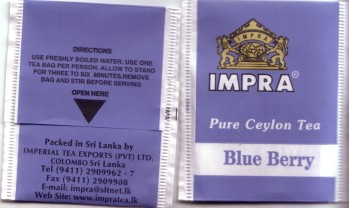 DIRECTIONS
USE FRESHLY BOILED WATER. USE ONE
TEA BAG PER PERSON. ALLOW TO STAND
FOR THREE TO SIX MINUTES.REMOVE
BAG AND STIR BEFORE SERVING
OPEN HERE
Packed in Sri Lanka by
IMPERIAL TEA EXPORTS (PVT) LTD.
COLOMBO Sri Lanka
Tel (9411) 2909962 - 7
Fax (9411) 2909988
E-mail: impra@sltnet.lk
Web Site: www.impratea.lk
IMPRA
IMPRA®
Pure Ceylon Tea
Blue Berry